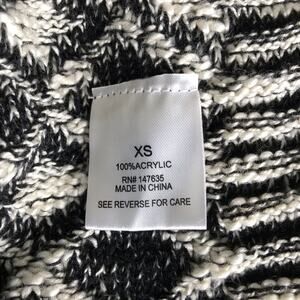 XS
100%ACRYLIC
RN# 147635
MADE IN CHINA
SEE REVERSE FOR CARE